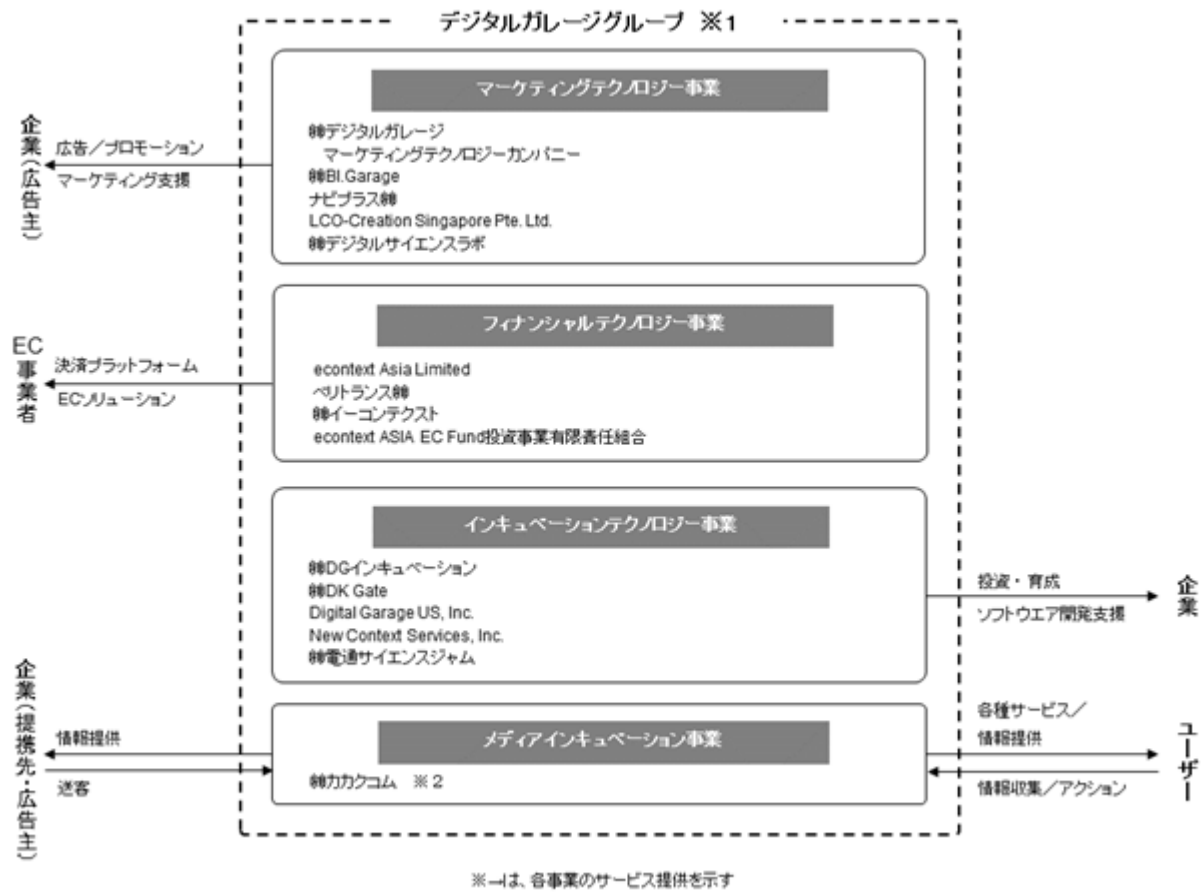 デジタルガレージグループ ※1
マーケティングテクノロジー事業
㈱デジタルガレージ
マーケティングテクノロジーカンパニー
㈱BI.Garage
ナビプラス㈱
LCO-Creation Singapore Pte. Ltd.
㈱デジタルサイエンスラボ
企業（広告主）
広告／プロモーション
マーケティング支援
フィナンシャルテクノロジー事業
econtext Asia Limited
ベリトランス㈱
㈱イーコンテクスト
econtext ASIA EC Fund投資事業有限責任組合
EC事業者
決済プラットフォーム
ECソリューション
インキュベーションテクノロジー事業
㈱DGインキュベーション
㈱DK Gate
Digital Garage US, Inc.
New Context Services, Inc.
㈱電通サイエンスジャム
投資・育成
ソフトウエア開発支援
企業
メディアインキュベーション事業
㈱カカクコム ※2
企業（提携先・広告主）
情報提供
送客
各種サービス／
情報提供
情報収集／アクション
ユーザー
※→は、各事業のサービス提供を示す